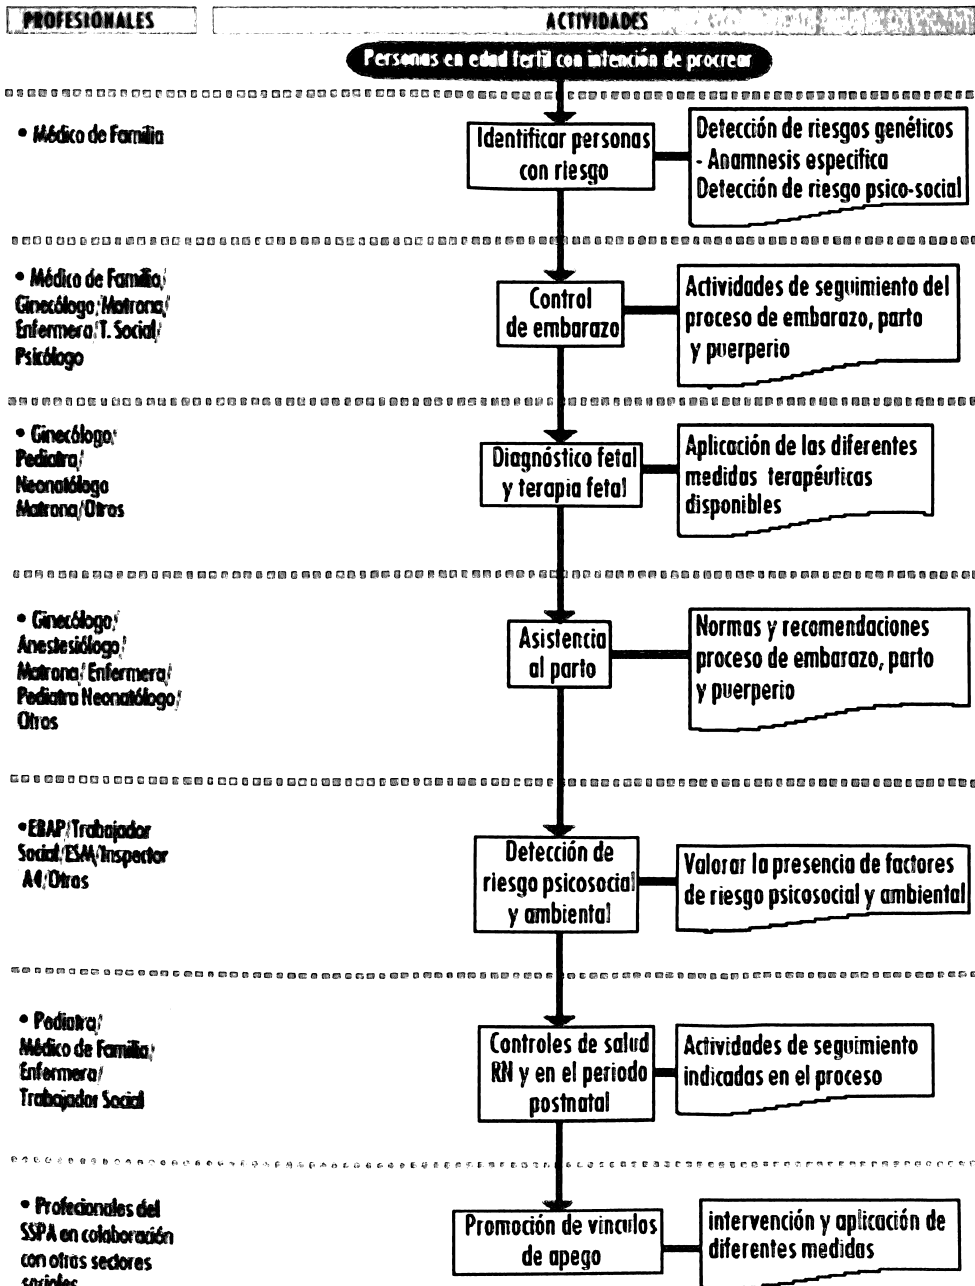 PROFESIONALES
ACTIVIDADES
Personas en edad fertil con intención de procrear
• Médico de Familia
Identificar personas
con riesgo
Detección de riesgos genéticos
- Anamnesis especifica
Detección de riesgo psico-social
• Médico de Familia/
Ginecólogo/Matrona/
Enfermera/T. Social/
Psicólogo
Control
de embarazo
Actividades de seguimiento del
proceso de embarazo, parto
y puerperio
• Ginecólogo/
Pediatra/
Neonatólogo
Matrona/Otros
Diagnóstico fetal
y terapia fetal
Aplicación de las diferentes
medidas terapéuticas
disponibles
• Ginecólogo/
Anestesiólogo/
Matrona/ Enfermera/
Pediatra Neonatólogo/
Otros
Asistencia
al parto
Normas y recomendaciones
proceso de embarazo, parto
y puerperio
•EBAP/Trabajador
Social/ESM/Inspector
A4/Otros
Detección de
riesgo psicosocial
y ambiental
Valorar la presencia de factores
de riesgo psicosocial y ambiental
• Pediatra/
Médico de Familia/
Enfermera/
Trabajador Social
Controles de salud
RN y en el periodo
postnatal
Actividades de seguimiento
indicadas en el proceso
• Profecionales del
SSPA en colaboración
con otros sectores
sociales
Promoción de vinculos
de apego
intervención y aplicación de
diferentes medidas